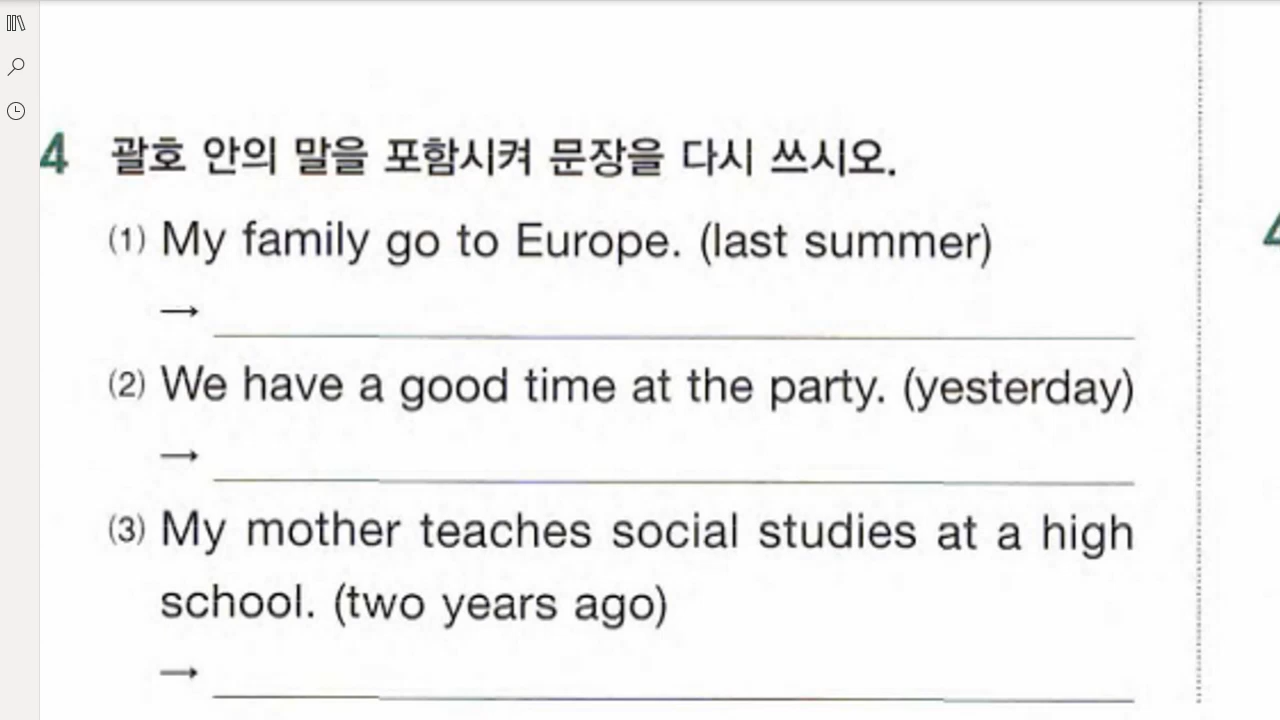 4 괄호 안의 말을 포함시켜 문장을 다시 쓰시오.
(1) My family go to Europe. (last summer)
→
(2) We have a good time at the party. (yesterday)
→
(3) My mother teaches social studies at a high
school. (two years ago)
→